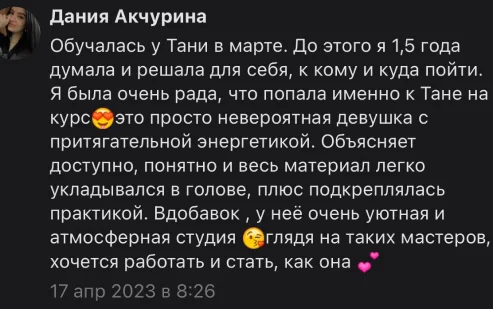 Дания Акчурина
Обучалась у Тани в марте. До этого я 1,5 года
думала и решала для себя, к кому и куда пойти.
Я была очень рада, что попала именно к Тане на
курс😍это просто невероятная девушка с
притягательной энергетикой. Объясняет
доступно, понятно и весь материал легко
укладывался в голове, плюс подкреплялась
практикой. Вдобавок , у неё очень уютная и
атмосферная студия 😘глядя на таких мастеров,
хочется работать и стать, как она 💕
17 апр 2023 в 8:26